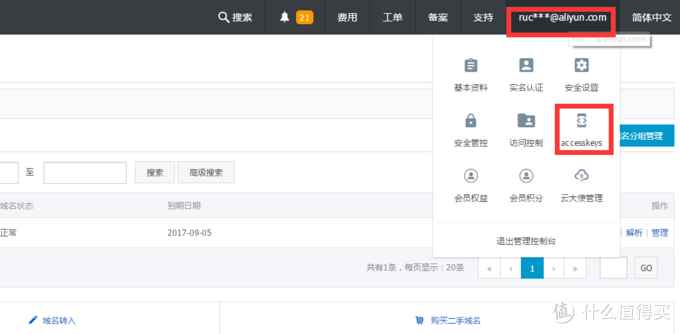 搜索 21 费用 工单 备案 支持 ruc***@aliyun.com 简体中文
基本资料 实名认证 安全设置
安全管控 访问控制 accesskeys
名分组管理
至 搜索 高级搜索
会员权益 会员积分 云大使管理
域名状态 到期日期 操作
正常 2017-09-05 解析 | 管理
退出管理控制台
共有1条，每页显示：20条 « ‹ 1 › » GO
域名转入 购买二手域名
值 什么值得买